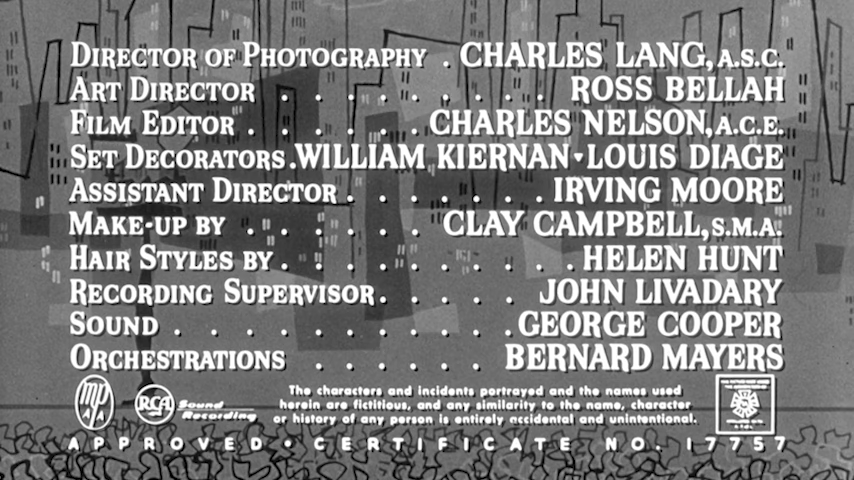 DIRECTOR OF PHOTOGRAPHY . CHARLES LANG, A.S.C.
ART DIRECTOR . . . . . . . . ROSS BELLAH
FILM EDITOR . . . . . . CHARLES NELSON, A.C.E.
SET DECORATORS . WILLIAM KIERNAN · LOUIS DIAGE
ASSISTANT DIRECTOR . . . . . . . IRVING MOORE
MAKE-UP BY . . . . . . CLAY CAMPBELL, S.M.A.
HAIR STYLES BY . . . . . . . . . HELEN HUNT
RECORDING SUPERVISOR . . . . . JOHN LIVADARY
SOUND . . . . . . . . . . . GEORGE COOPER
ORCHESTRATIONS . . . . . . BERNARD MAYERS
MPAA
RCA Sound Recording
The characters and incidents portrayed and the names used
herein are fictitious, and any similarity to the name, character
or history of any person is entirely accidental and unintentional.
APPROVED · CERTIFICATE NO. 17757